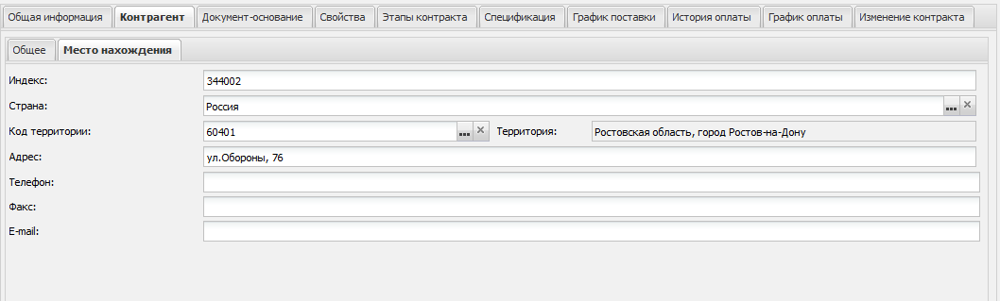 Общая информация Контрагент Документ-основание Свойства Этапы контракта Спецификация График поставки История оплаты График оплаты Изменение контракта
Общее Место нахождения
Индекс: 344002
Страна: Россия
Код территории: 60401 Территория: Ростовская область, город Ростов-на-Дону
Адрес: ул.Обороны, 76
Телефон:
Факс:
E-mail: